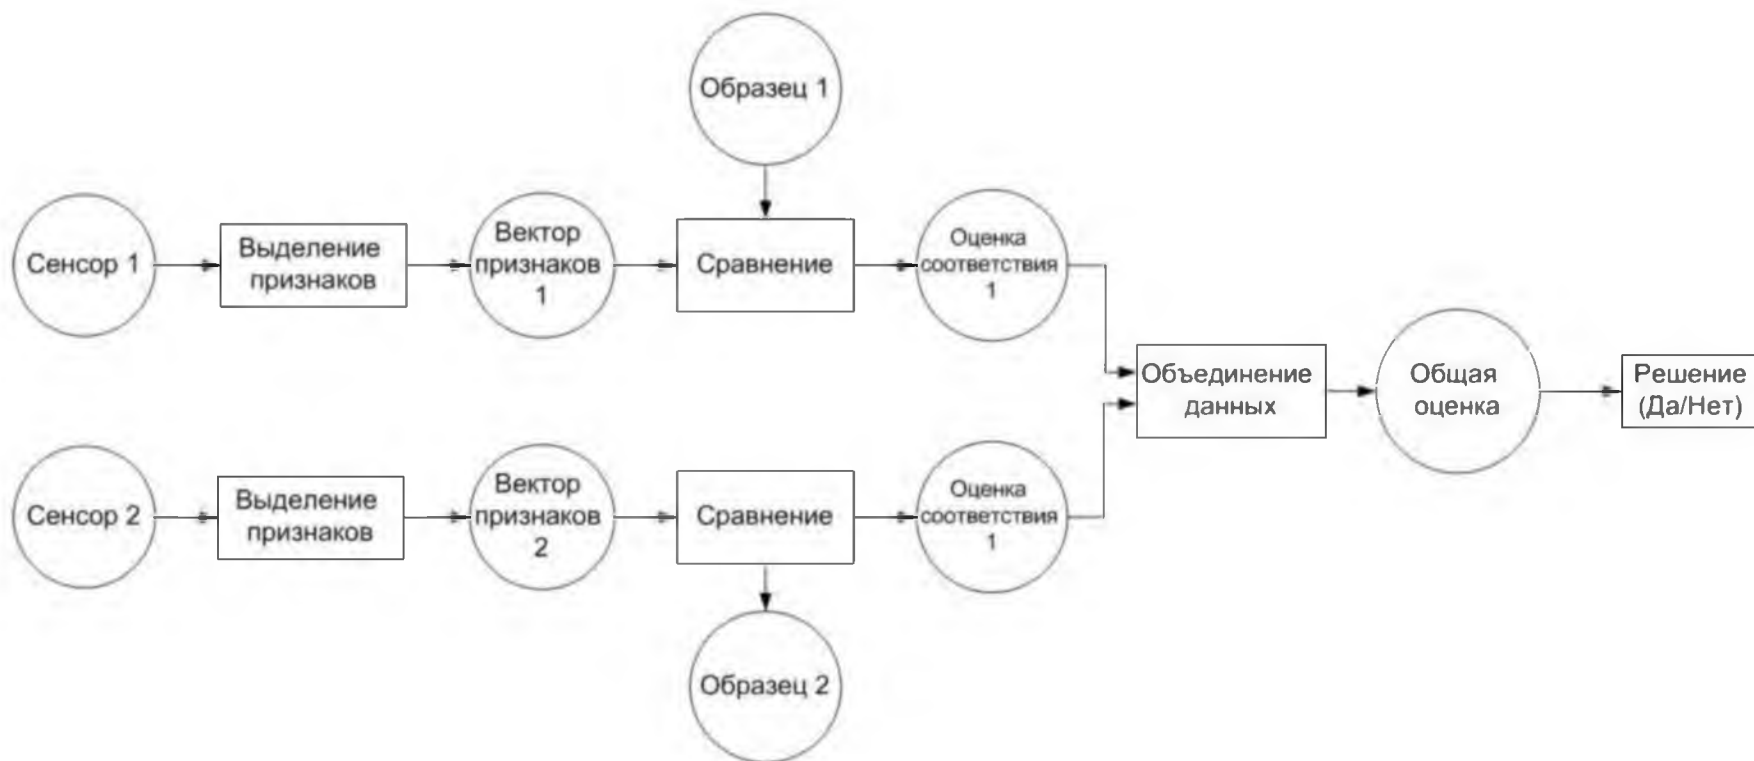 Образец 1
Сенсор 1
Выделение
признаков
Вектор
признаков
1
Сравнение
Оценка
соответствия
1
Объединение
данных
Общая
оценка
Решение
(Да/Нет)
Сенсор 2
Выделение
признаков
Вектор
признаков
2
Сравнение
Оценка
соответствия
1
Образец 2